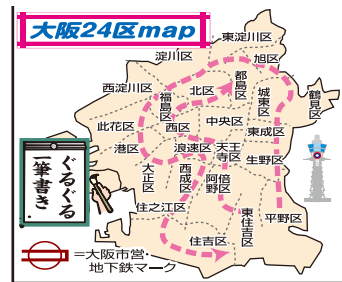 大阪24区map
東淀川区
淀川区
旭区
西淀川区
北区
都島区
城東区
鶴見区
福島区
此花区
西区
中央区
東成区
港区
浪速区
天王寺区
生野区
大正区
西成区
阿倍野区
住之江区
東住吉区
平野区
住吉区
ぐるぐる
一筆書き
=大阪市営・
地下鉄マーク